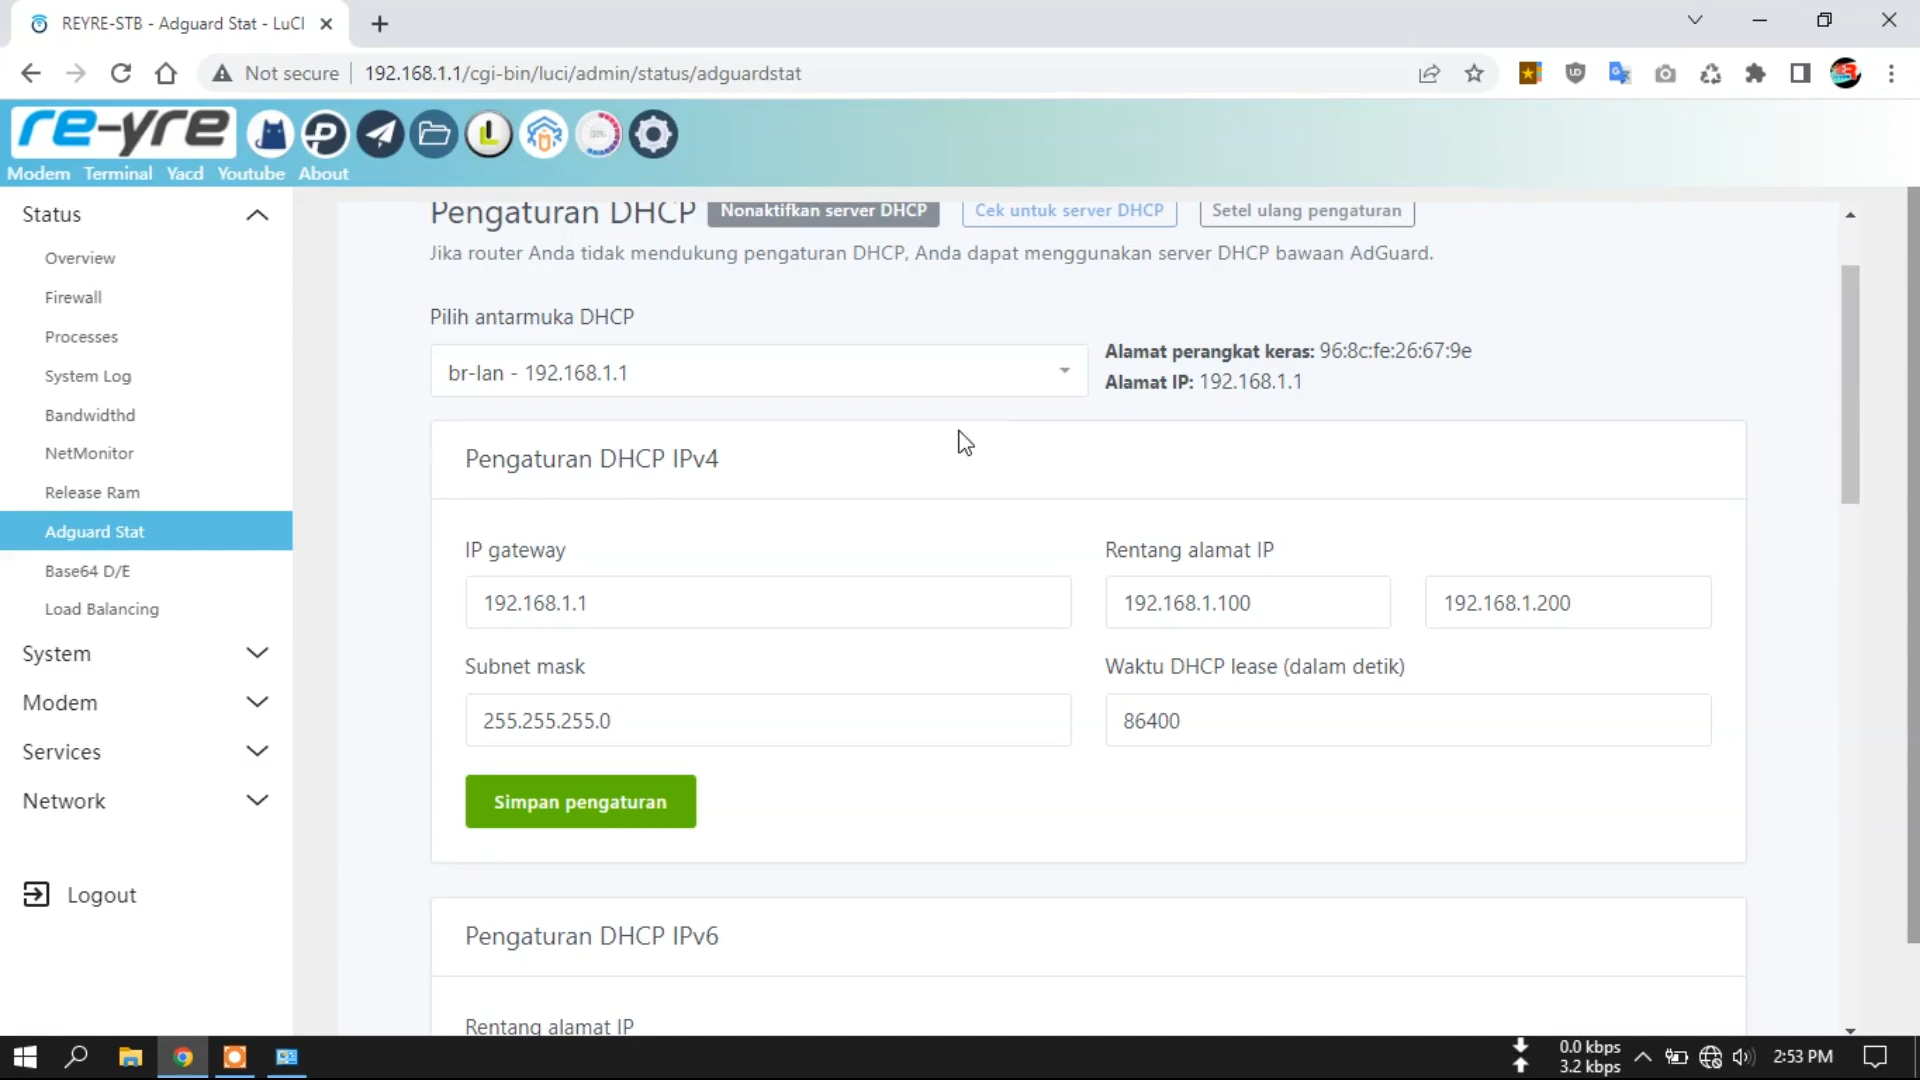 REYRE-STB - Adguard Stat - LuCI
Not secure
192.168.1.1/cgi-bin/luci/admin/status/adguardstat
re-yre
Modem Terminal Yacd Youtube About
Status
Overview
Firewall
Processes
System Log
Bandwidthd
NetMonitor
Release Ram
Adguard Stat
Base64 D/E
Load Balancing
System
Modem
Services
Network
Logout
Pengaturan DHCP
Nonaktifkan server DHCP
Cek untuk server DHCP
Setel ulang pengaturan
Jika router Anda tidak mendukung pengaturan DHCP, Anda dapat menggunakan server DHCP bawaan AdGuard.
Pilih antarmuka DHCP
br-lan - 192.168.1.1
Alamat perangkat keras: 96:8c:fe:26:67:9e
Alamat IP: 192.168.1.1
Pengaturan DHCP IPv4
IP gateway
192.168.1.1
Rentang alamat IP
192.168.1.100
192.168.1.200
Subnet mask
255.255.255.0
Waktu DHCP lease (dalam detik)
86400
Simpan pengaturan
Pengaturan DHCP IPv6
Rentang alamat IP
0.0 kbps
3.2 kbps
2:53 PM